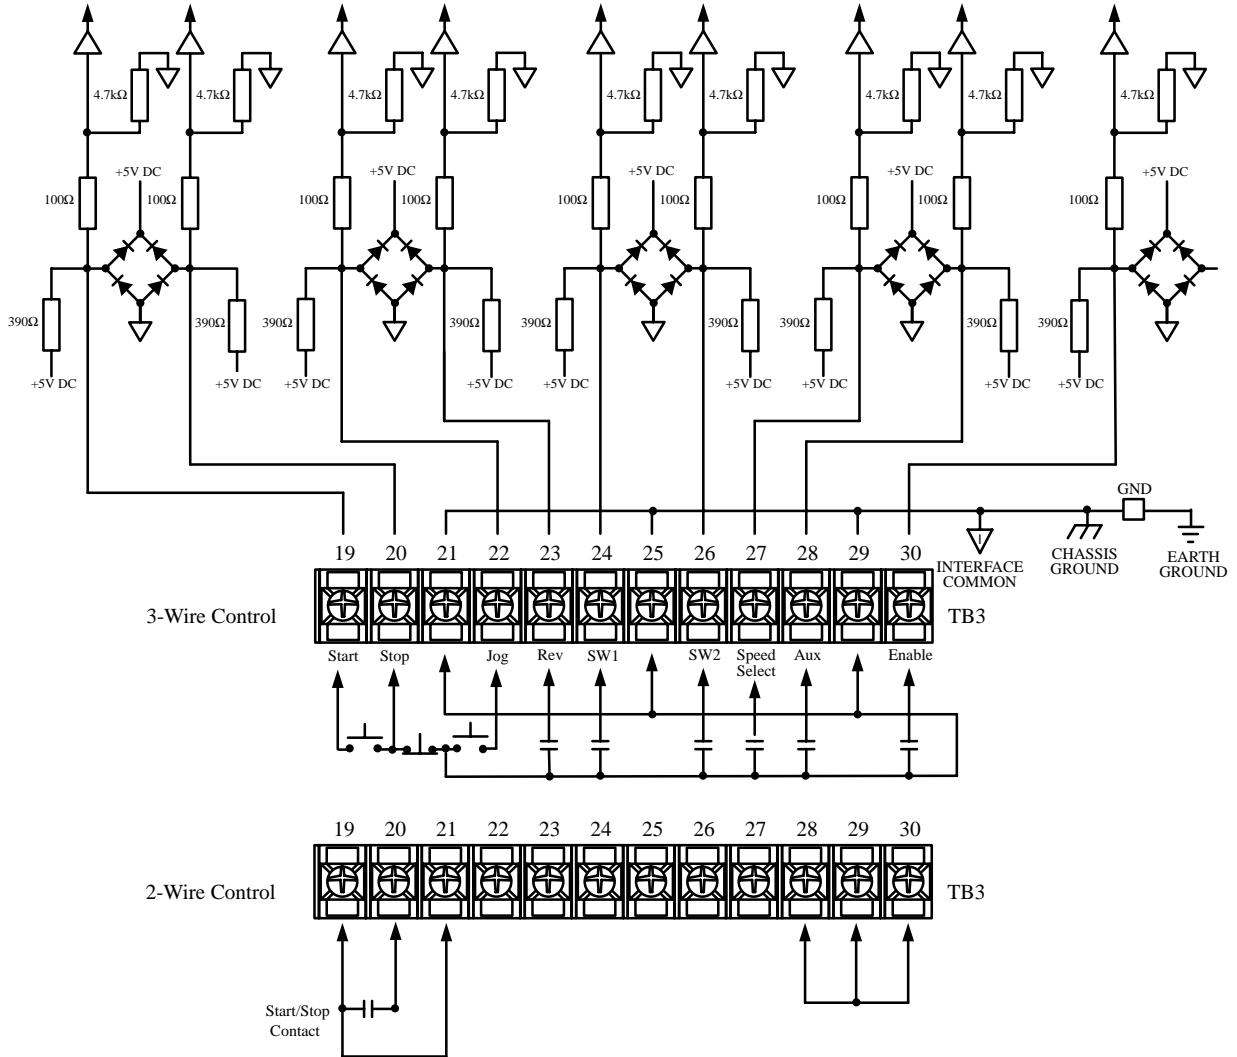 4.7kΩ 4.7kΩ 4.7kΩ 4.7kΩ 4.7kΩ 4.7kΩ 4.7kΩ 4.7kΩ 4.7kΩ
+5V DC +5V DC +5V DC +5V DC +5V DC
100Ω 100Ω 100Ω 100Ω 100Ω 100Ω 100Ω 100Ω 100Ω
390Ω 390Ω 390Ω 390Ω 390Ω 390Ω 390Ω 390Ω 390Ω
+5V DC +5V DC +5V DC +5V DC +5V DC +5V DC +5V DC +5V DC +5V DC
GND
19 20 21 22 23 24 25 26 27 28 29 30
INTERFACE
COMMON
CHASSIS
GROUND
EARTH
GROUND
3-Wire Control
TB3
Start Stop Jog Rev SW1 SW2 Speed
Select
Aux Enable
19 20 21 22 23 24 25 26 27 28 29 30
2-Wire Control
TB3
Start/Stop
Contact